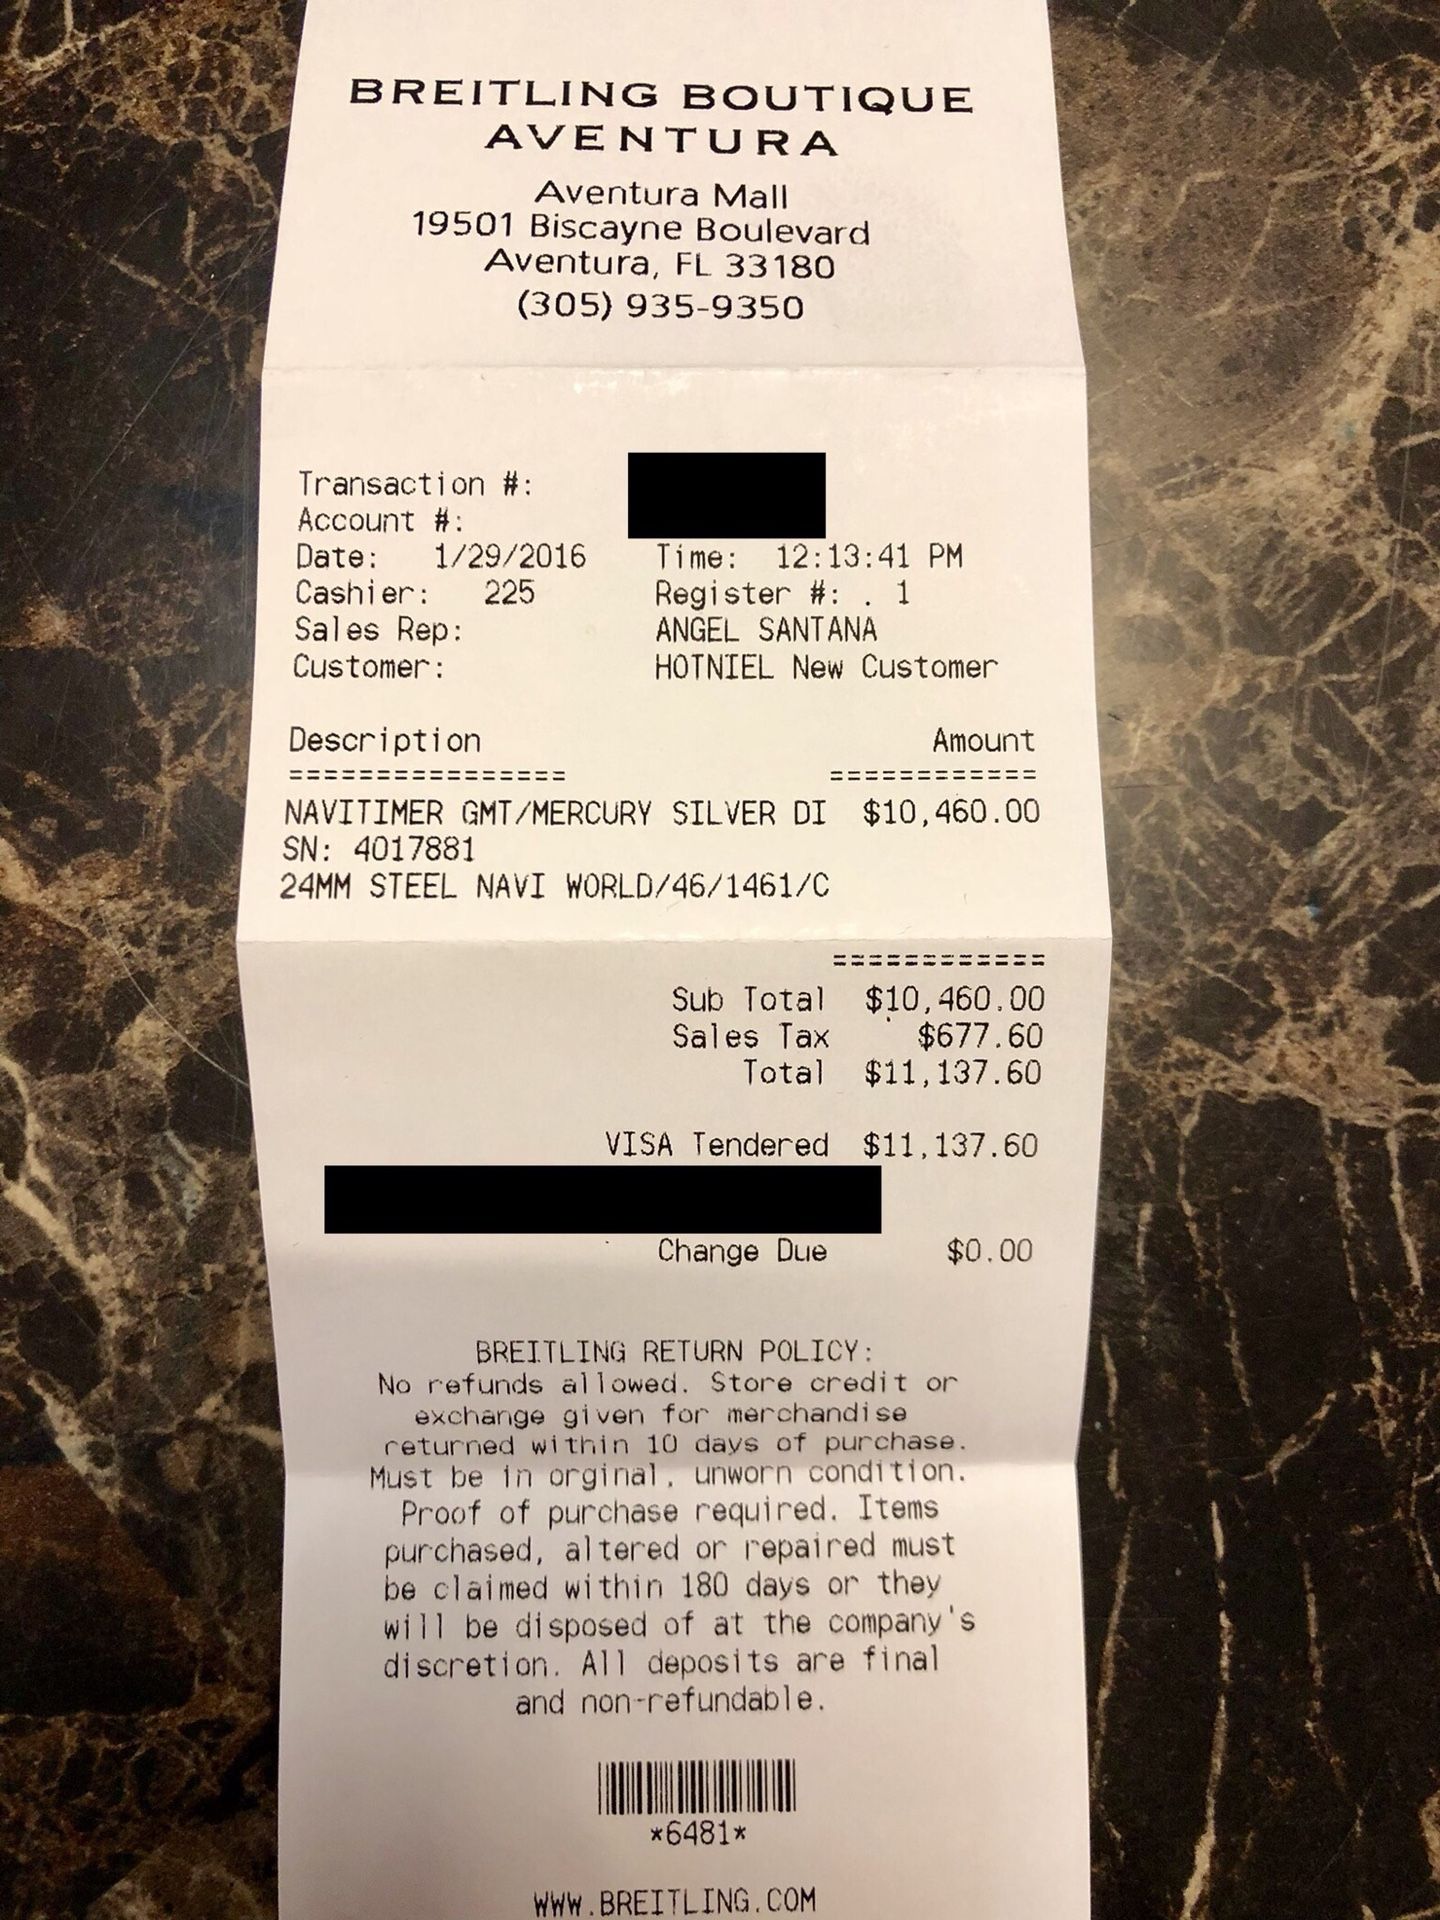 BREITLING BOUTIQUE
AVENTURA
Aventura Mall
19501 Biscayne Boulevard
Aventura, FL 33180
(305) 935-9350
Transaction #:
Account #:
Date: 1/29/2016 Time: 12:13:41 PM
Cashier: 225 Register #: . 1
Sales Rep: ANGEL SANTANA
Customer: HOTNIEL New Customer
Description Amount
================ ============
NAVITIMER GMT/MERCURY SILVER DI $10,460.00
SN: 4017881
24MM STEEL NAVI WORLD/46/1461/C
============
Sub Total $10,460.00
Sales Tax $677.60
Total $11,137.60
VISA Tendered $11,137.60
Change Due $0.00
BREITLING RETURN POLICY:
No refunds allowed. Store credit or
exchange given for merchandise
returned within 10 days of purchase.
Must be in orginal, unworn condition.
Proof of purchase required. Items
purchased, altered or repaired must
be claimed within 180 days or they
will be disposed of at the company's
discretion. All deposits are final
and non-refundable.
*6481*
WWW.BREITLING.COM